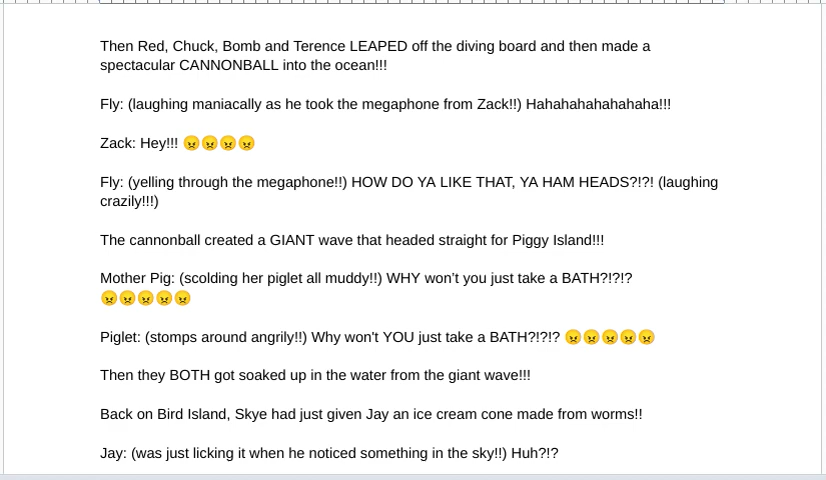 Then Red, Chuck, Bomb and Terence LEAPED off the diving board and then made a
spectacular CANNONBALL into the ocean!!!
Fly: (laughing maniacally as he took the megaphone from Zack!!) Hahahahahahahaha!!!
Zack: Hey!!! 😠😠😠😠
Fly: (yelling through the megaphone!!) HOW DO YA LIKE THAT, YA HAM HEADS?!?! (laughing
crazily!!!)
The cannonball created a GIANT wave that headed straight for Piggy Island!!!
Mother Pig: (scolding her piglet all muddy!!) WHY won't you just take a BATH?!?!?
😠😠😠😠😠
Piglet: (stomps around angrily!!) Why won't YOU just take a BATH?!?!? 😠😠😠😠😠
Then they BOTH got soaked up in the water from the giant wave!!!
Back on Bird Island, Skye had just given Jay an ice cream cone made from worms!!
Jay: (was just licking it when he noticed something in the sky!!) Huh?!?